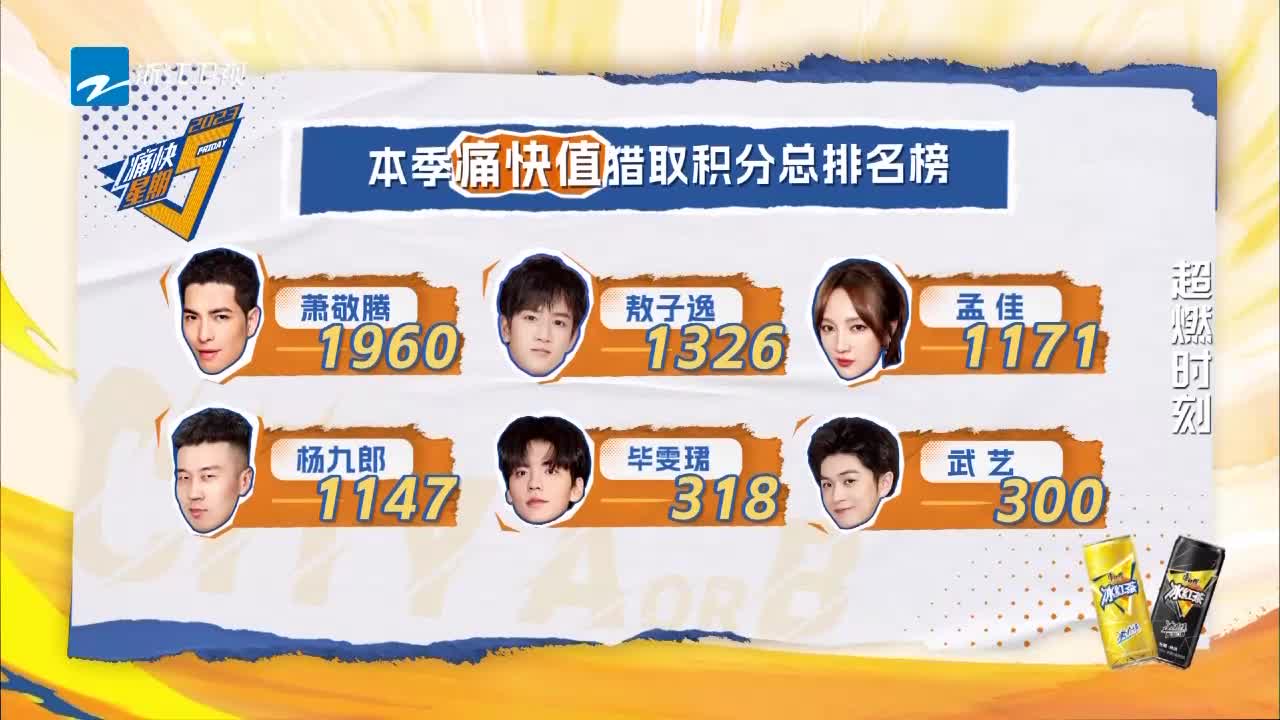 浙江卫视
2023
FRIDAY
痛快
星期
5
本季痛快值猎取积分总排名榜
萧敬腾
1960
敖子逸
1326
孟佳
1171
杨九郎
1147
毕雯珺
318
武艺
300
超燃时刻
CITY A OR B
冰红茶
冰红茶